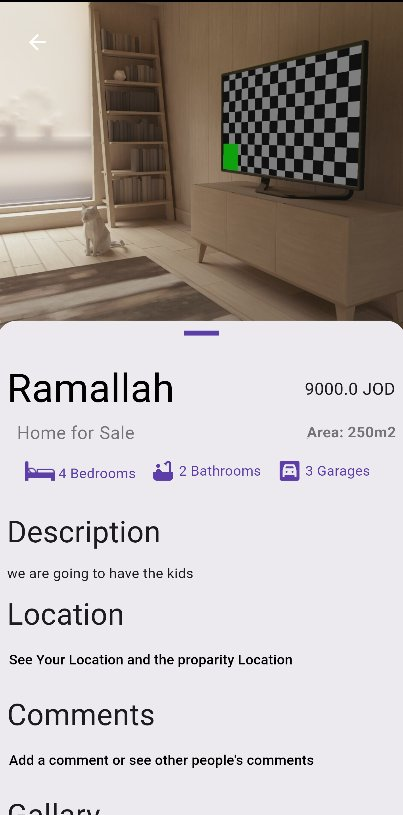 Ramallah
9000.0 JOD
Home for Sale
Area: 250m2
4 Bedrooms
2 Bathrooms
3 Garages
Description
we are going to have the kids
Location
See Your Location and the proparity Location
Comments
Add a comment or see other people's comments
Gallary